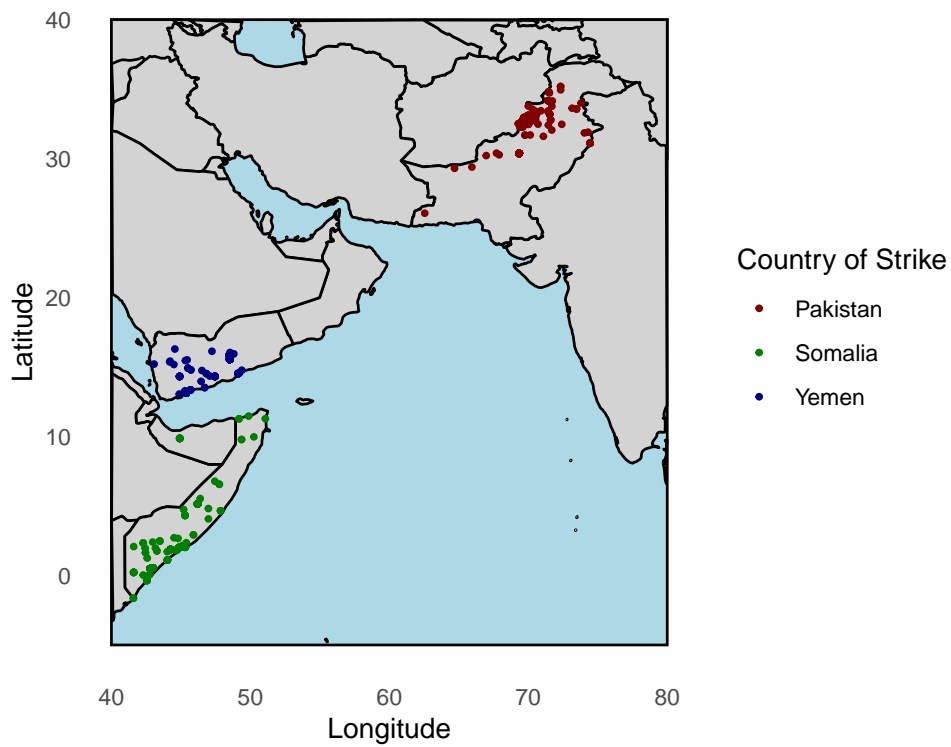 40
30
20
10
0
Latitude
40 50 60 70 80
Longitude
Country of Strike
Pakistan
Somalia
Yemen